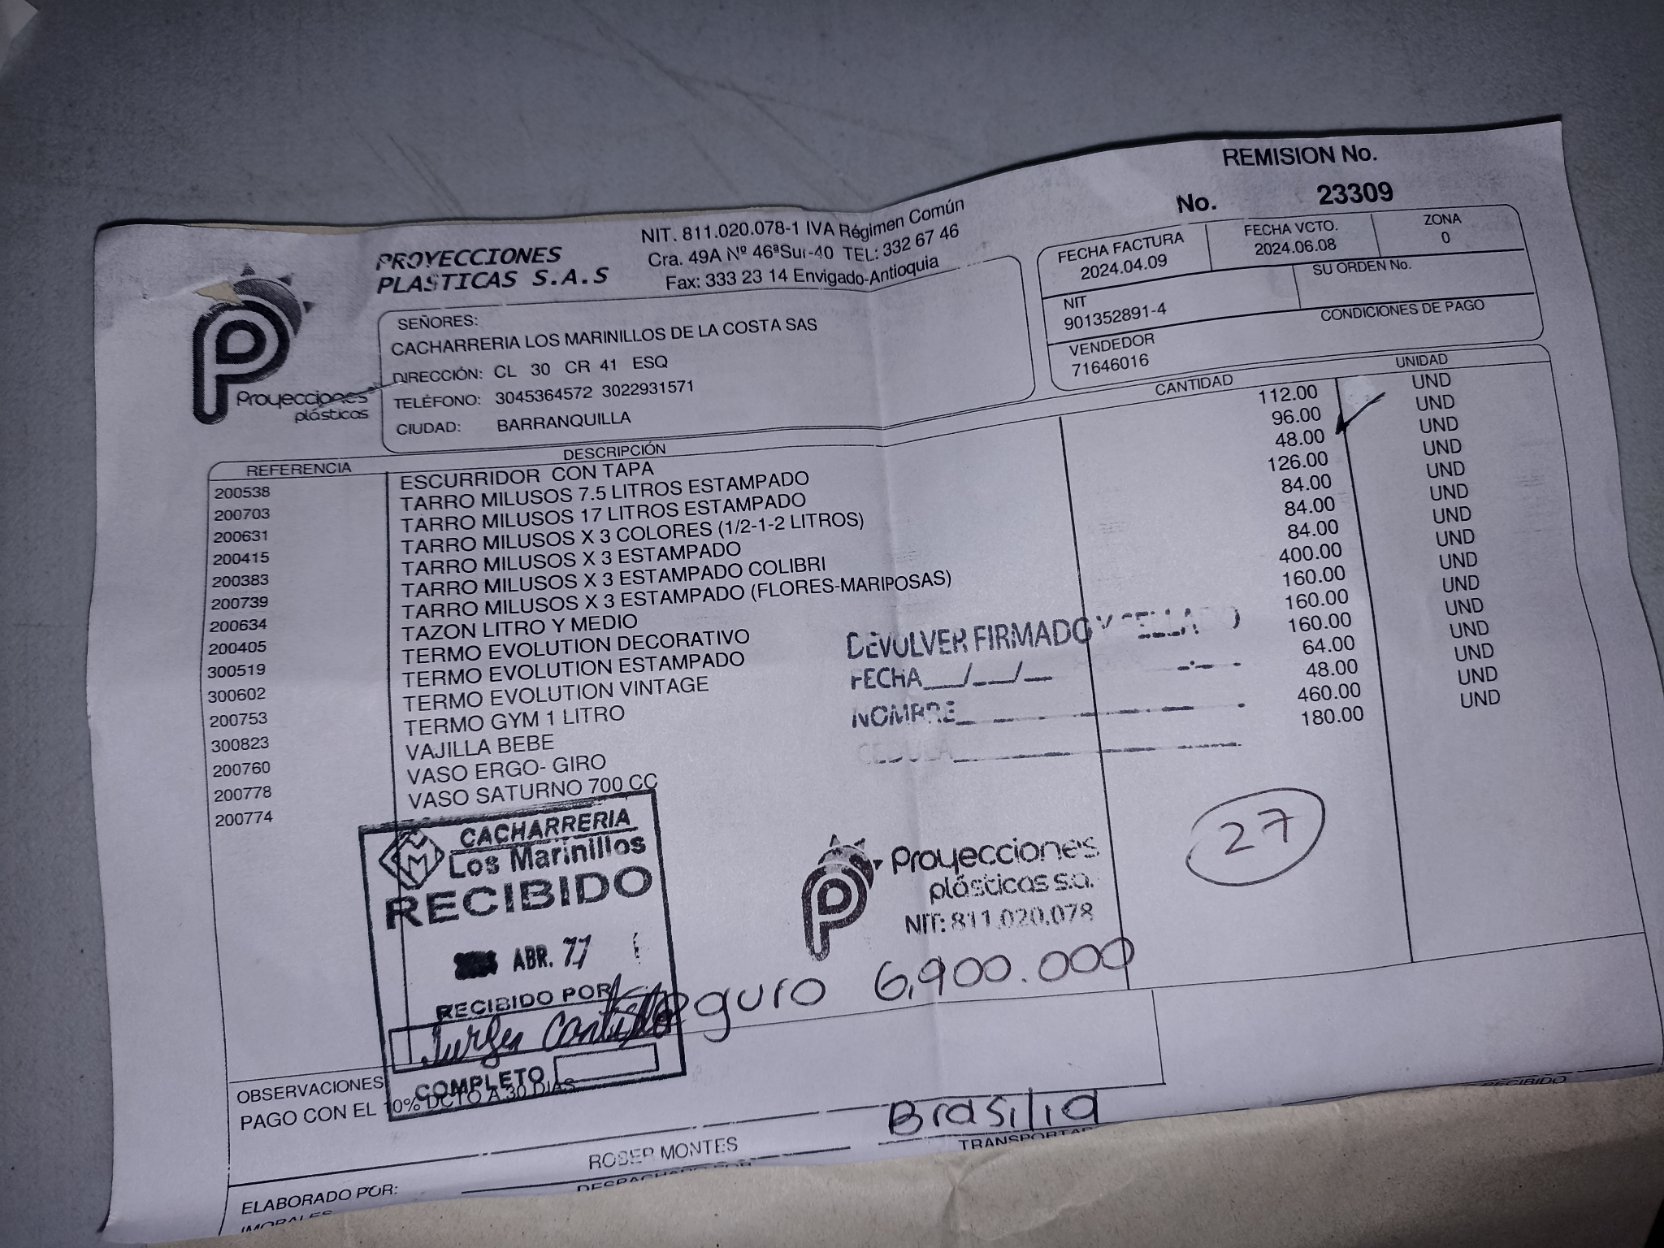 REMISION No.
No. 23309
PROYECCIONES
PLASTICAS S.A.S
NIT. 811.020.078-1 IVA Régimen Común
Cra. 49A Nº 46ªSur-40 TEL: 332 67 46
Fax: 333 23 14 Envigado-Antioquia
Proyecciones
plásticas
FECHA FACTURA
2024.04.09
FECHA VCTO.
2024.06.08
ZONA
0
NIT
901352891-4
SU ORDEN No.
VENDEDOR
71646016
CONDICIONES DE PAGO
SEÑORES:
CACHARRERIA LOS MARINILLOS DE LA COSTA SAS
DIRECCIÓN: CL 30 CR 41 ESQ
TELÉFONO: 3045364572 3022931571
CIUDAD: BARRANQUILLA
REFERENCIA DESCRIPCIÓN CANTIDAD UNIDAD
200538 ESCURRIDOR CON TAPA 112.00 UND
200703 TARRO MILUSOS 7.5 LITROS ESTAMPADO 96.00 UND
200631 TARRO MILUSOS 17 LITROS ESTAMPADO 48.00 UND
200415 TARRO MILUSOS X 3 COLORES (1/2-1-2 LITROS) 126.00 UND
200383 TARRO MILUSOS X 3 ESTAMPADO 84.00 UND
200739 TARRO MILUSOS X 3 ESTAMPADO COLIBRI 84.00 UND
200634 TARRO MILUSOS X 3 ESTAMPADO (FLORES-MARIPOSAS) 84.00 UND
200405 TAZON LITRO Y MEDIO 400.00 UND
300519 TERMO EVOLUTION DECORATIVO 160.00 UND
300602 TERMO EVOLUTION ESTAMPADO 160.00 UND
200753 TERMO EVOLUTION VINTAGE 160.00 UND
300823 TERMO GYM 1 LITRO 64.00 UND
200760 VAJILLA BEBE 48.00 UND
200778 VASO ERGO- GIRO 460.00 UND
200774 VASO SATURNO 700 CC 180.00 UND
DEVOLVER FIRMADO Y SELLADO
FECHA___/___/__
NOMBRE
CEDULA
27
CACHARRERIA
Los Marinillos
RECIBIDO
ABR.
RECIBIDO POR
COMPLETO
Proyecciones
plásticas s.a.
NIT: 811.020.078
Seguro 6,900.000
OBSERVACIONES
PAGO CON EL 10% DCTO A 30 DIAS
Brasilia
ROBER MONTES
DESPACHADO POR
TRANSPORTA
RECIBIDO
ELABORADO POR:
IMORALES